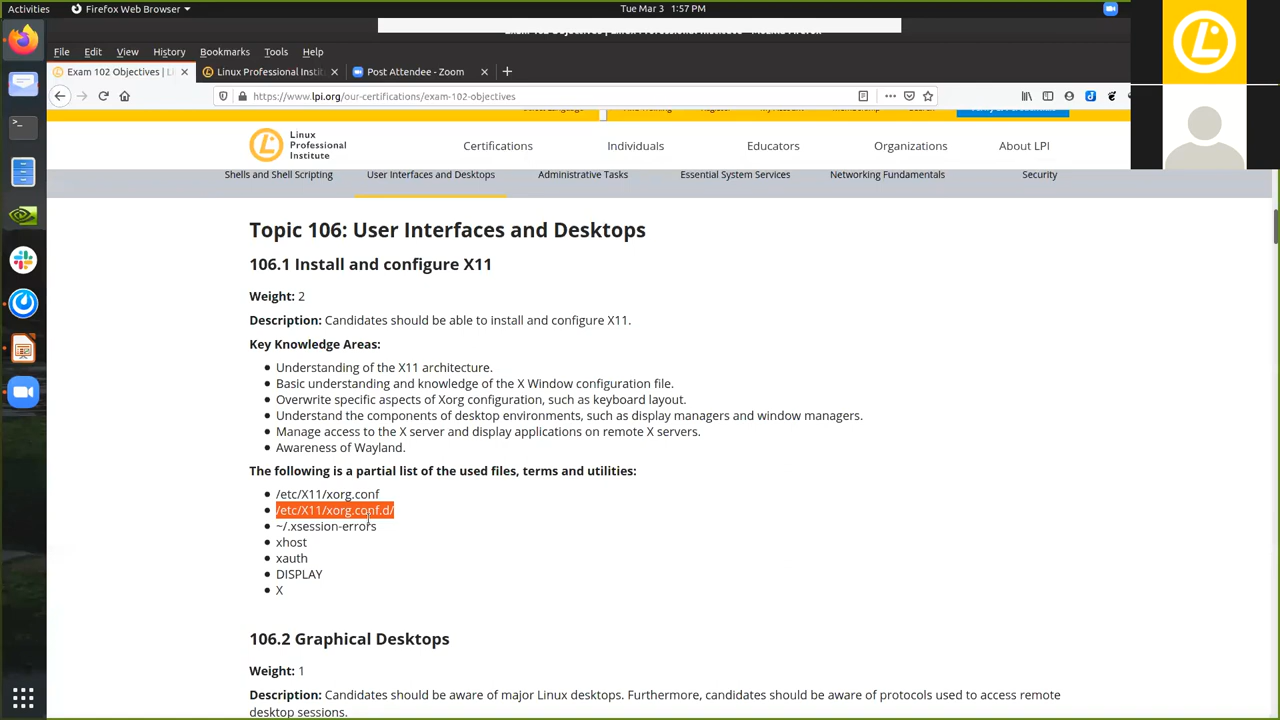 Activities
Firefox Web Browser
Tue Mar 3 1:57 PM
File Edit View History Bookmarks Tools Help
Exam 102 Objectives | Li
Linux Professional Instit
Post Attendee - Zoom
https://www.lpi.org/our-certifications/exam-102-objectives
Linux
Professional
Institute
Certifications
Individuals
Educators
Organizations
About LPI
Shells and Shell Scripting
User Interfaces and Desktops
Administrative Tasks
Essential System Services
Networking Fundamentals
Security
Topic 106: User Interfaces and Desktops
106.1 Install and configure X11
Weight: 2
Description: Candidates should be able to install and configure X11.
Key Knowledge Areas:
Understanding of the X11 architecture.
Basic understanding and knowledge of the X Window configuration file.
Overwrite specific aspects of Xorg configuration, such as keyboard layout.
Understand the components of desktop environments, such as display managers and window managers.
Manage access to the X server and display applications on remote X servers.
Awareness of Wayland.
The following is a partial list of the used files, terms and utilities:
/etc/X11/xorg.conf
/etc/X11/xorg.conf.d/
~/.xsession-errors
xhost
xauth
DISPLAY
X
106.2 Graphical Desktops
Weight: 1
Description: Candidates should be aware of major Linux desktops. Furthermore, candidates should be aware of protocols used to access remote
desktop sessions.